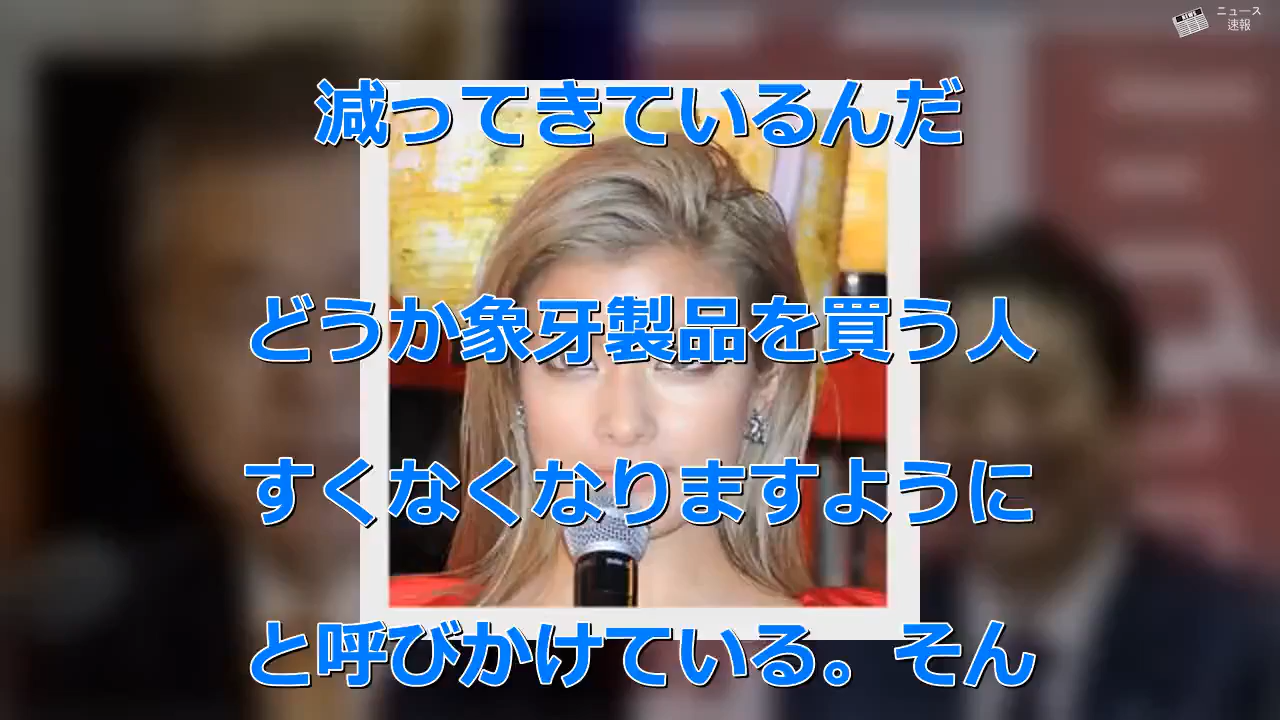 NEWS
ニュース
速報
減ってきているんだ
どうか象牙製品を買う人
すくなくなりますように
と呼びかけている。そん